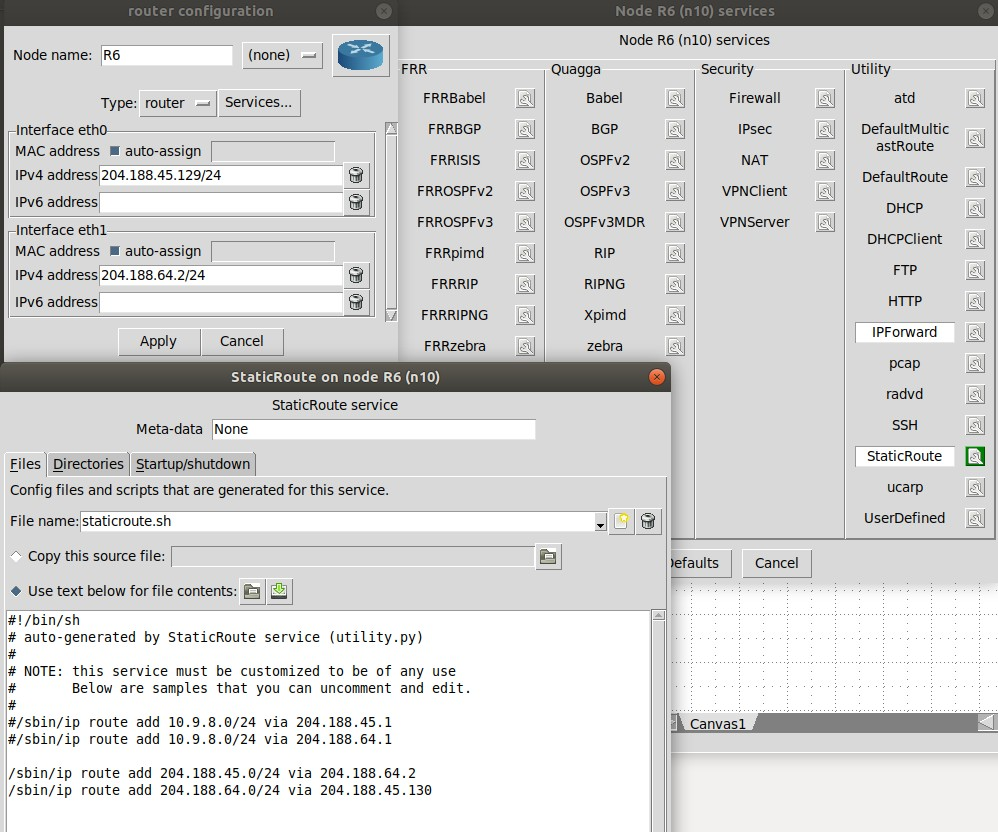 router configuration
Node name: R6 (none)
Type: router Services...
Interface eth0
MAC address auto-assign
IPv4 address 204.188.45.129/24
IPv6 address
Interface eth1
MAC address auto-assign
IPv4 address 204.188.64.2/24
IPv6 address
Apply Cancel
Node R6 (n10) services
Node R6 (n10) services
FRR
FRRBabel
FRRBGP
FRRISIS
FRROSPFv2
FRROSPFv3
FRRpimd
FRRRIP
FRRRIPNG
FRRzebra
Quagga
Babel
BGP
OSPFv2
OSPFv3
OSPFv3MDR
RIP
RIPNG
Xpimd
zebra
Security
Firewall
IPsec
NAT
VPNClient
VPNServer
Utility
atd
DefaultMultic
astRoute
DefaultRoute
DHCP
DHCPClient
FTP
HTTP
IPForward
pcap
radvd
SSH
StaticRoute
ucarp
UserDefined
Defaults Cancel
Canvas1
StaticRoute on node R6 (n10)
StaticRoute service
Meta-data None
Files Directories Startup/shutdown
Config files and scripts that are generated for this service.
File name: staticroute.sh
Copy this source file:
Use text below for file contents:
#!/bin/sh
# auto-generated by StaticRoute service (utility.py)
#
# NOTE: this service must be customized to be of any use
#       Below are samples that you can uncomment and edit.
#
#/sbin/ip route add 10.9.8.0/24 via 204.188.45.1
#/sbin/ip route add 10.9.8.0/24 via 204.188.64.1
/sbin/ip route add 204.188.45.0/24 via 204.188.64.2
/sbin/ip route add 204.188.64.0/24 via 204.188.45.130